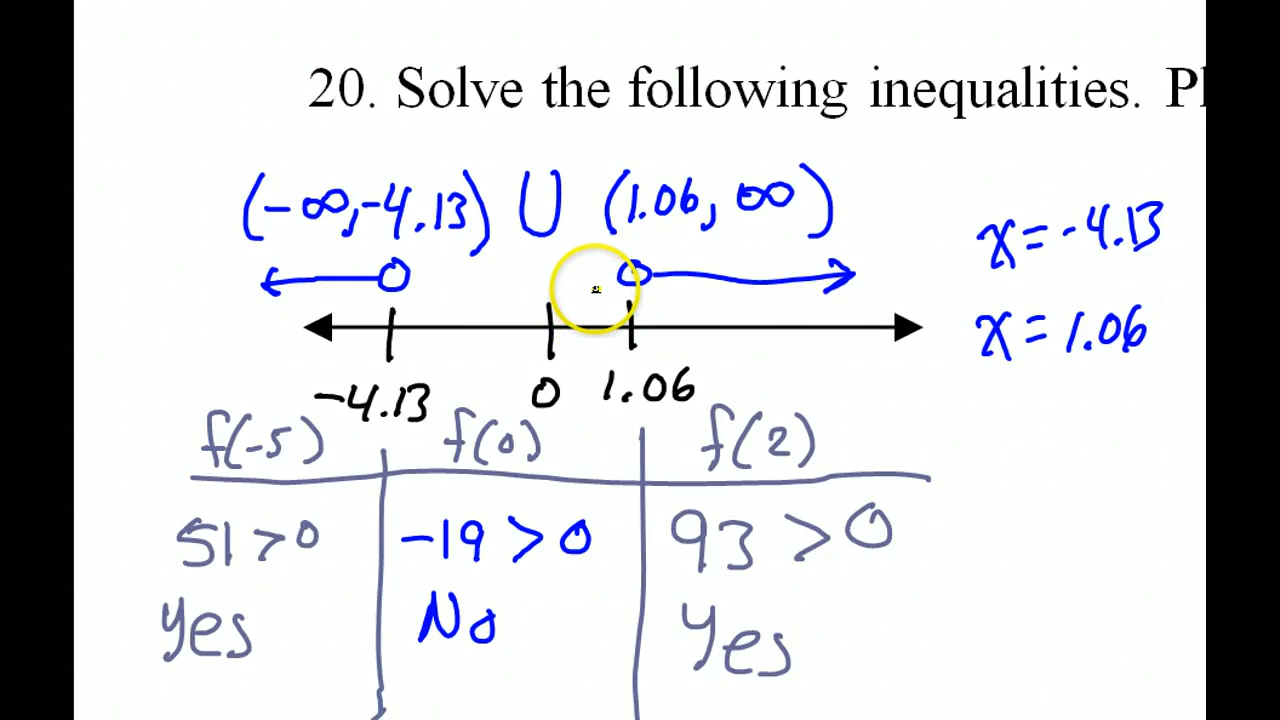 20. Solve the following inequalities. Pl
(-∞,-4.13) ∪ (1.06, ∞)
x=-4.13
x=1.06
-4.13 0 1.06
f(-5) f(0) f(2)
51>0 -19>0 93>0
Yes No Yes